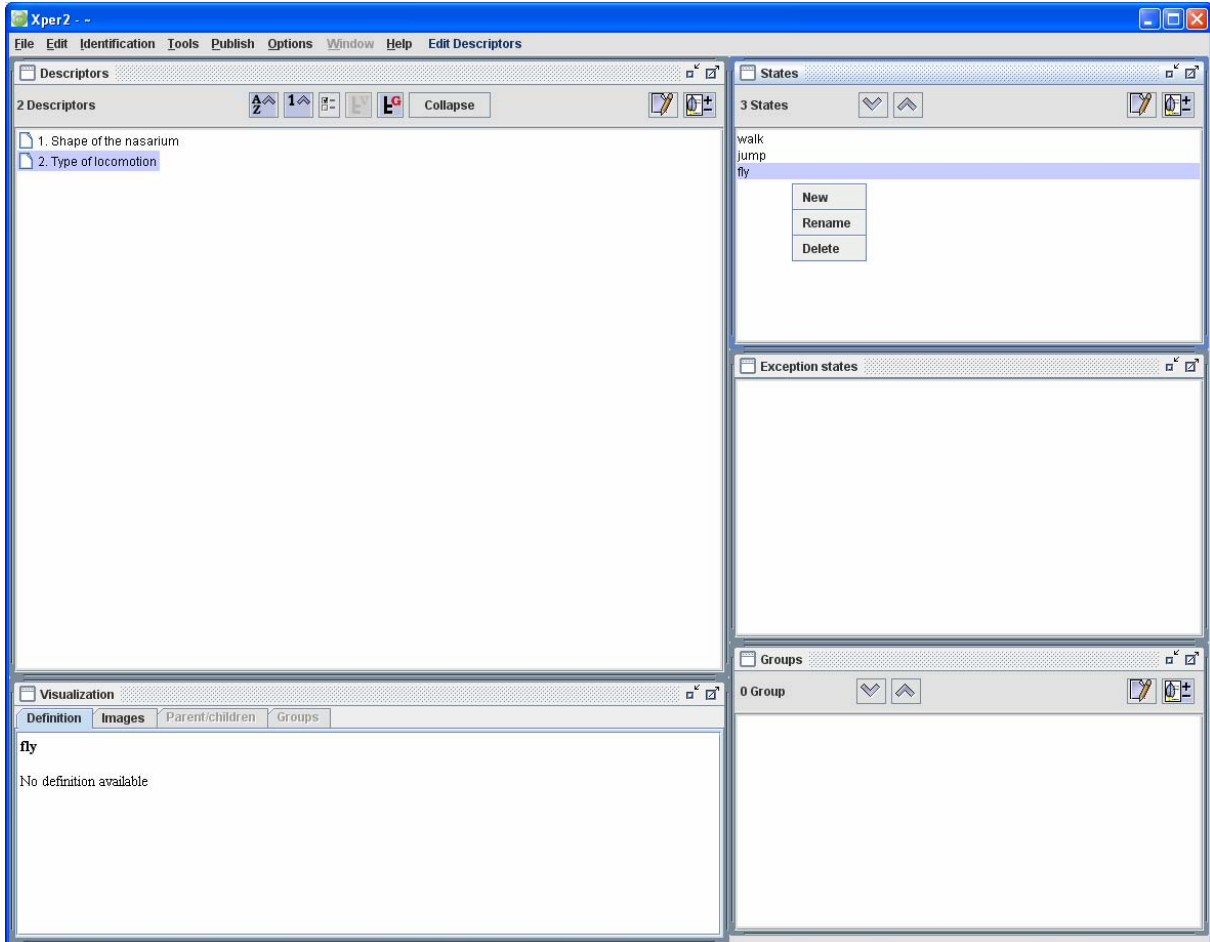 Xper2 - ~
File Edit Identification Tools Publish Options Window Help Edit Descriptors
Descriptors
2 Descriptors
A Z
1
V
G
Collapse
1. Shape of the nasarium
2. Type of locomotion
States
3 States
walk
jump
fly
New
Rename
Delete
Exception states
Visualization
Definition Images Parent/children Groups
fly
No definition available
Groups
0 Group